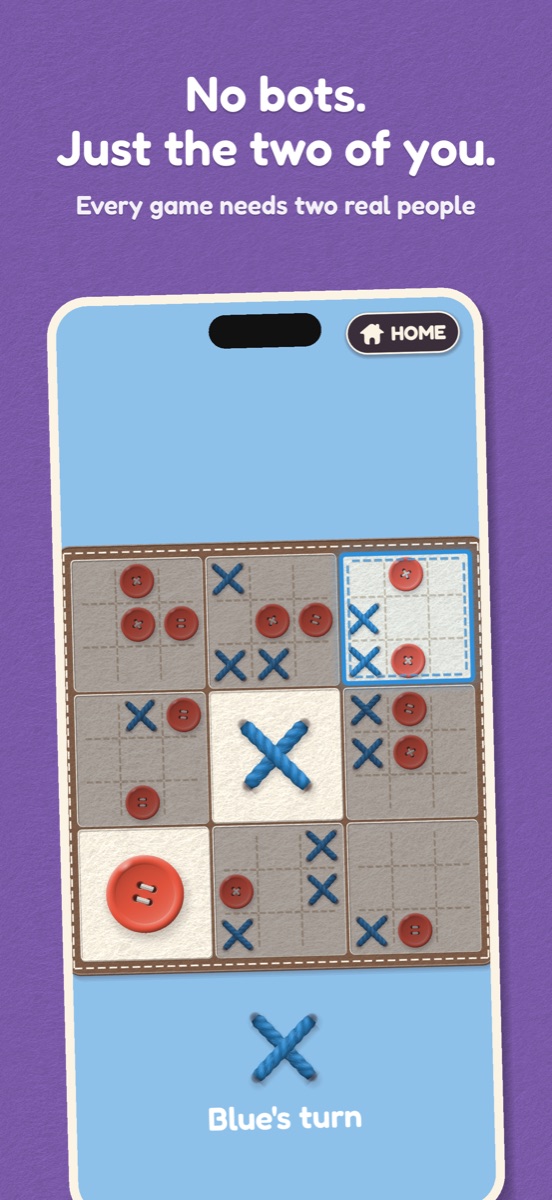 No bots.
Just the two of you.
Every game needs two real people
HOME
Blue's turn